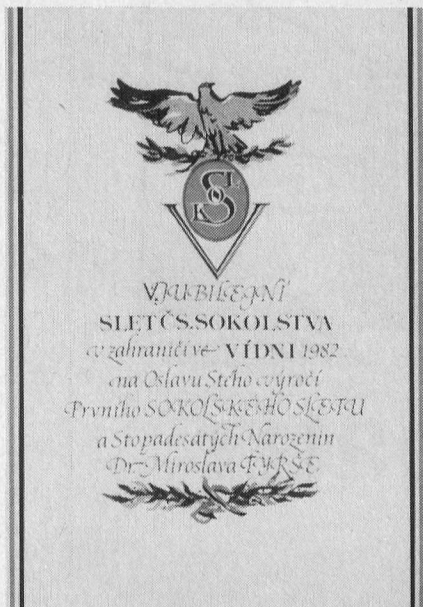 SOKOL
V. JUBILEJNÍ
SLET ČS. SOKOLSTVA
v zahraničí ve VÍDNI 1982
na Oslavu Stého výročí
Prvního SOKOLSKÉHO SLETU
a Stopadesátých Narozenin
Dr. Miroslava TYRŠE